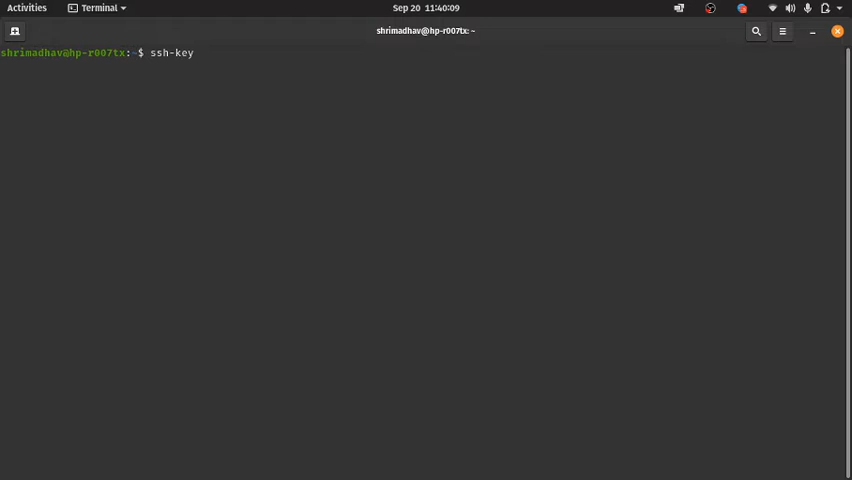 Activities Terminal Sep 20 11:40:09
shrimadhav@hp-r007tx: ~
shrimadhav@hp-r007tx:~$ ssh-key